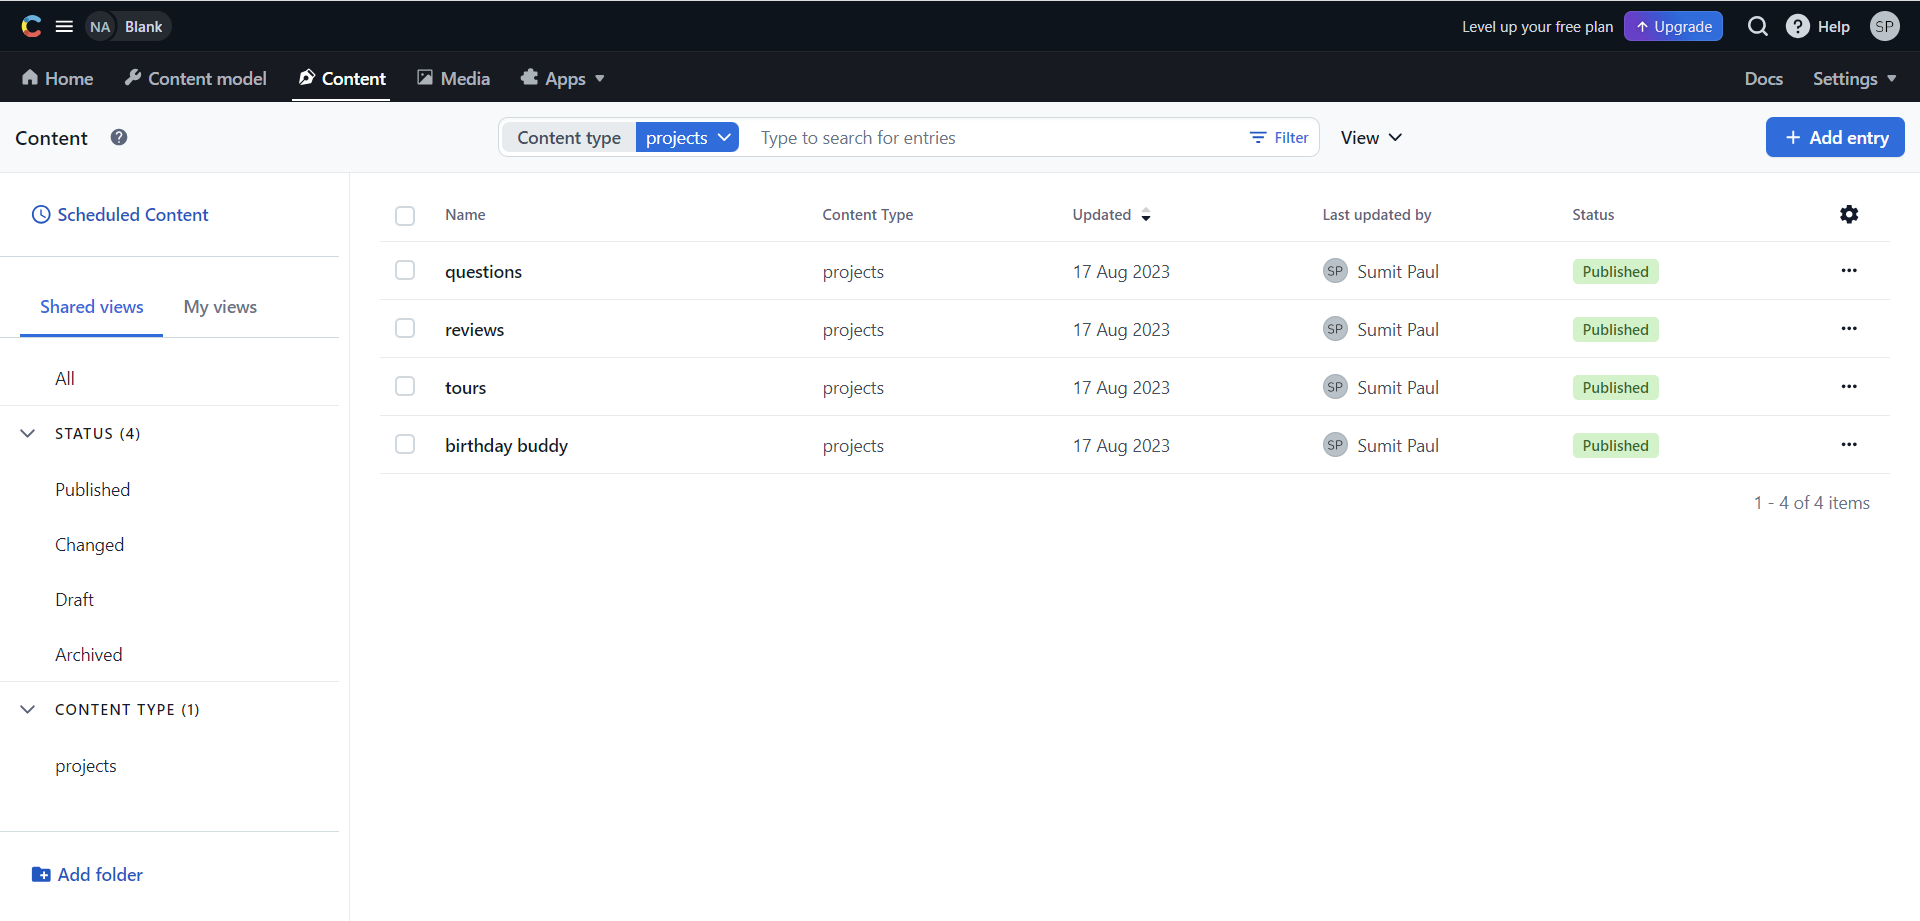 NA Blank Level up your free plan Upgrade ? Help SP
Home Content model Content Media Apps Docs Settings
Content ? Content type projects Type to search for entries Filter View + Add entry
Scheduled Content
Name Content Type Updated Last updated by Status
questions projects 17 Aug 2023 SP Sumit Paul Published
Shared views My views
reviews projects 17 Aug 2023 SP Sumit Paul Published
All
tours projects 17 Aug 2023 SP Sumit Paul Published
STATUS (4)
birthday buddy projects 17 Aug 2023 SP Sumit Paul Published
Published
1 - 4 of 4 items
Changed
Draft
Archived
CONTENT TYPE (1)
projects
Add folder